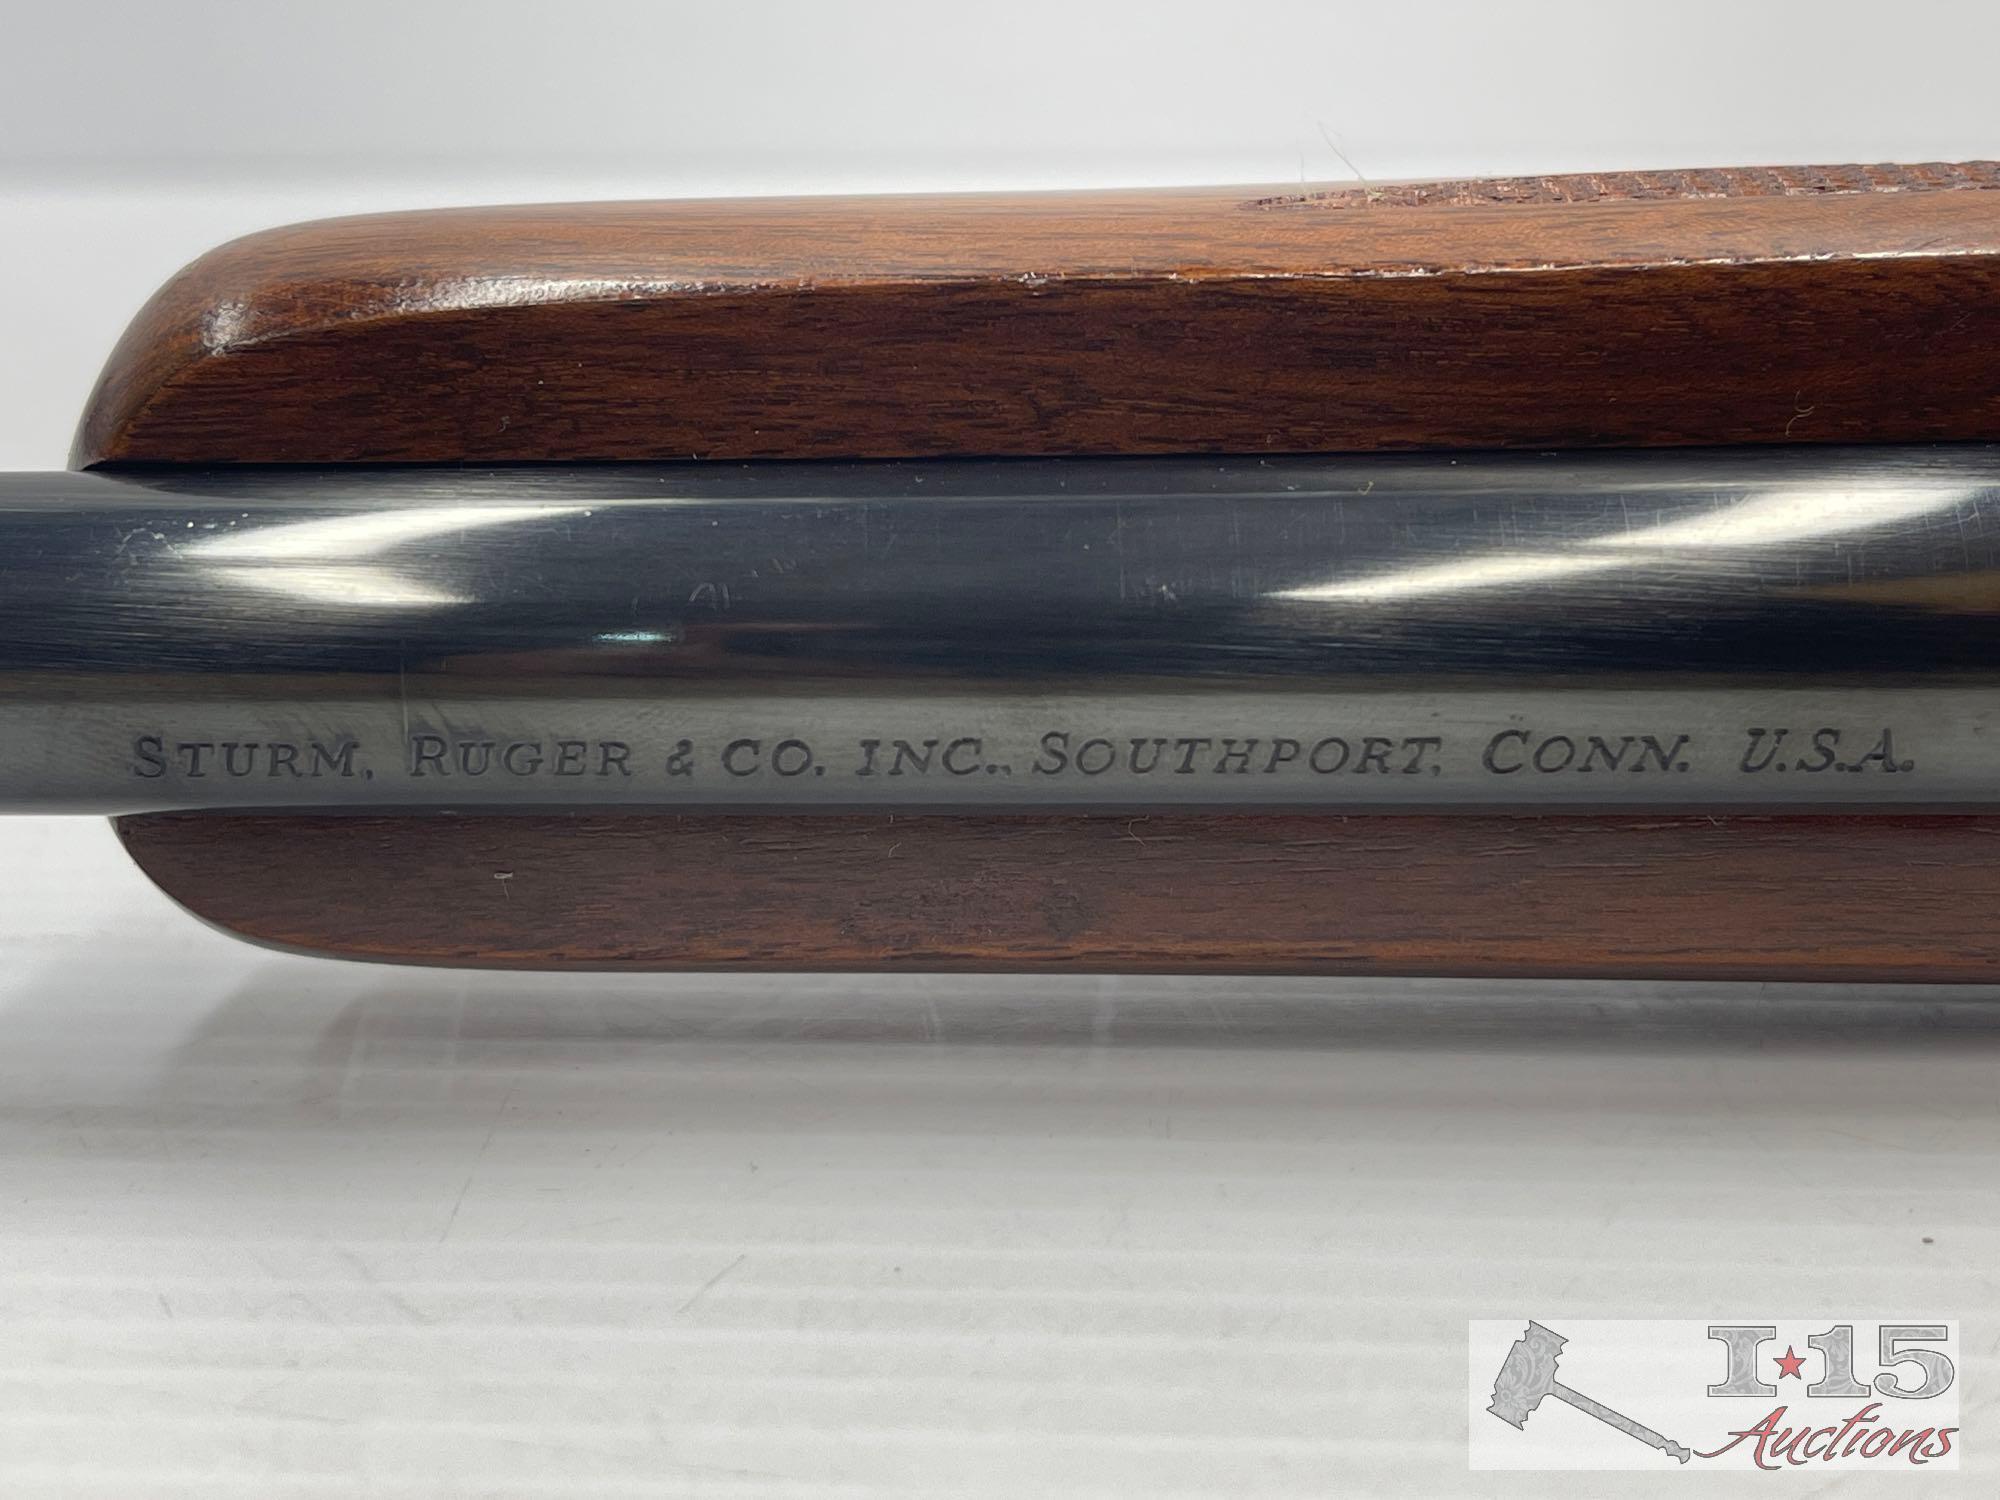 STURM, RUGER & CO. INC., SOUTHPORT, CONN. U.S.A.
I★15
Auctions